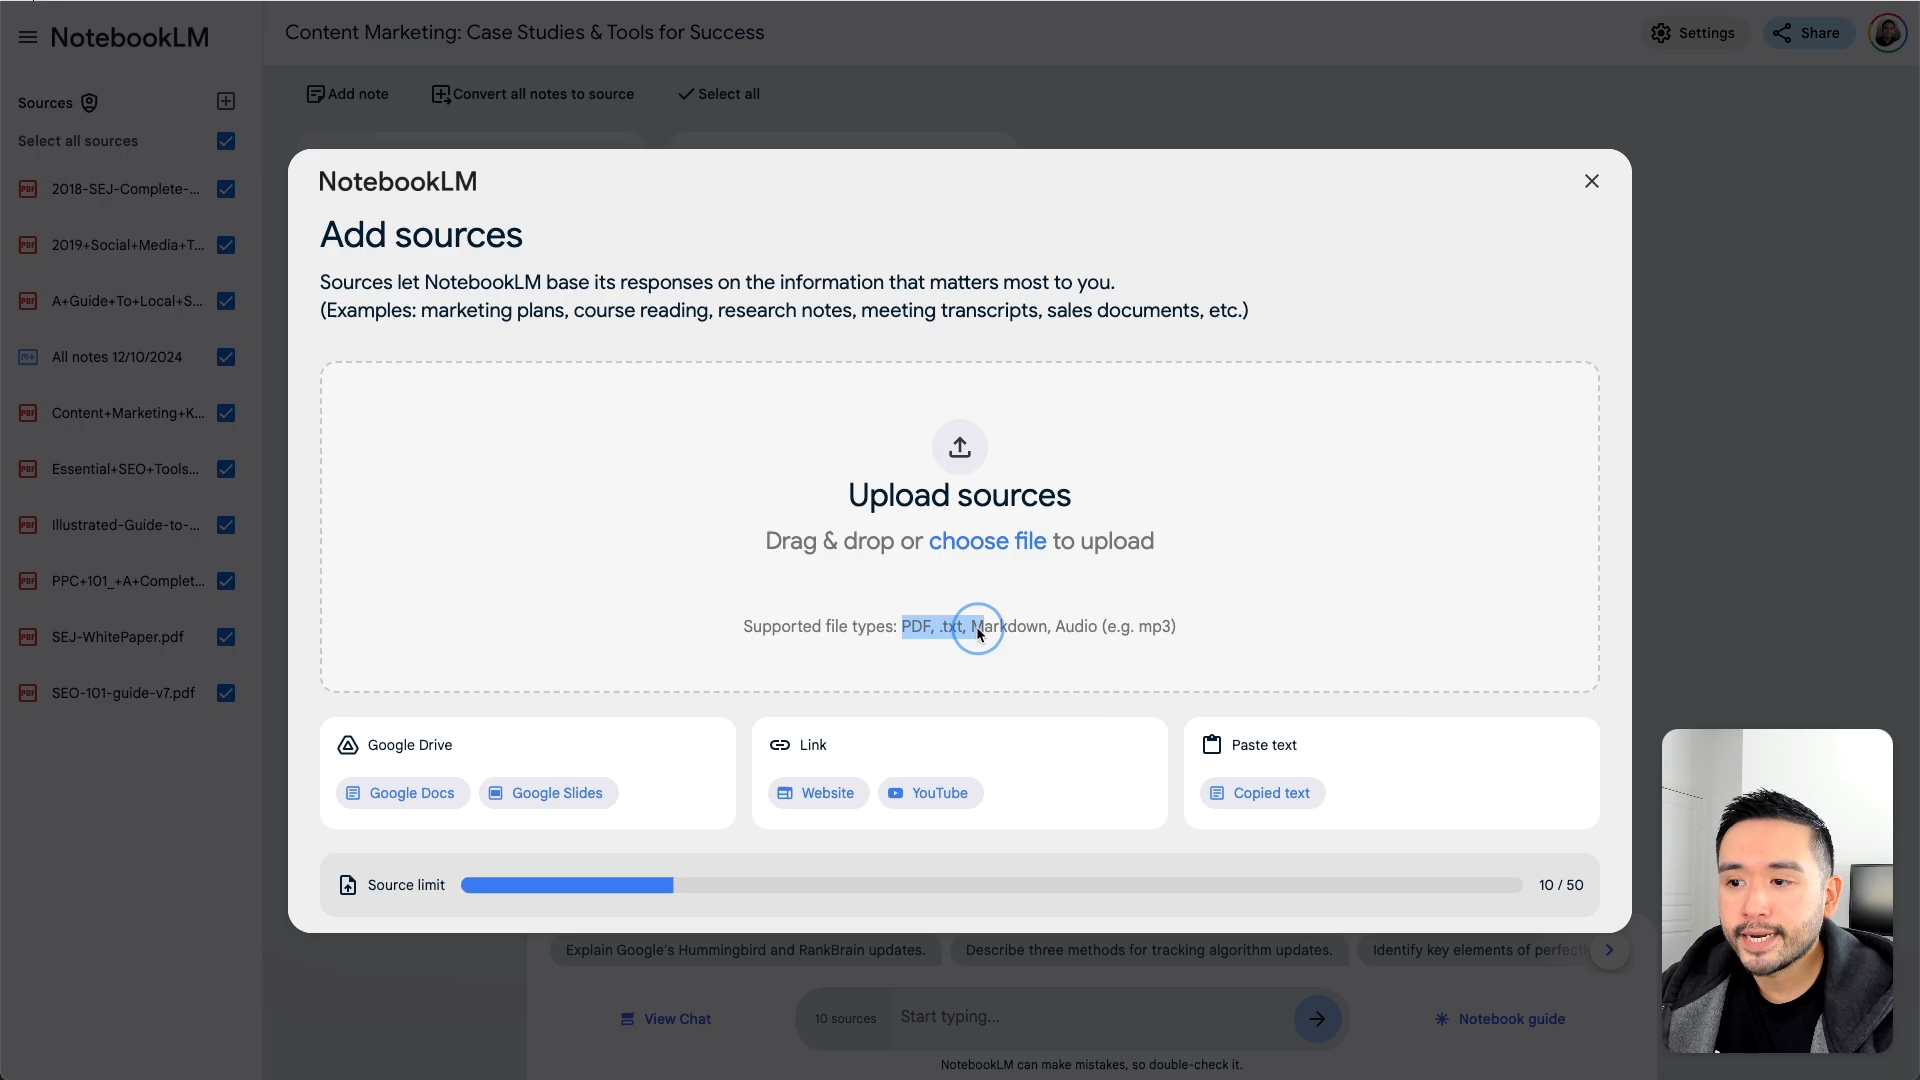 NotebookLM
Content Marketing: Case Studies & Tools for Success
Settings
Share
Sources
Add note
Convert all notes to source
Select all
Select all sources
2018-SEJ-Complete-...
2019+Social+Media+T...
A+Guide+To+Local+S...
All notes 12/10/2024
Content+Marketing+K...
Essential+SEO+Tools...
Illustrated-Guide-to-...
PPC+101_+A+Complet...
SEJ-WhitePaper.pdf
SEO-101-guide-v7.pdf
NotebookLM
Add sources
Sources let NotebookLM base its responses on the information that matters most to you.
(Examples: marketing plans, course reading, research notes, meeting transcripts, sales documents, etc.)
Upload sources
Drag & drop or choose file to upload
Supported file types: PDF, .txt, Markdown, Audio (e.g. mp3)
Google Drive
Google Docs
Google Slides
Link
Website
YouTube
Paste text
Copied text
Source limit
10 / 50
Explain Google's Hummingbird and RankBrain updates.
Describe three methods for tracking algorithm updates.
Identify key elements of
View Chat
10 sources
Start typing...
Notebook guide
NotebookLM can make mistakes, so double-check it.